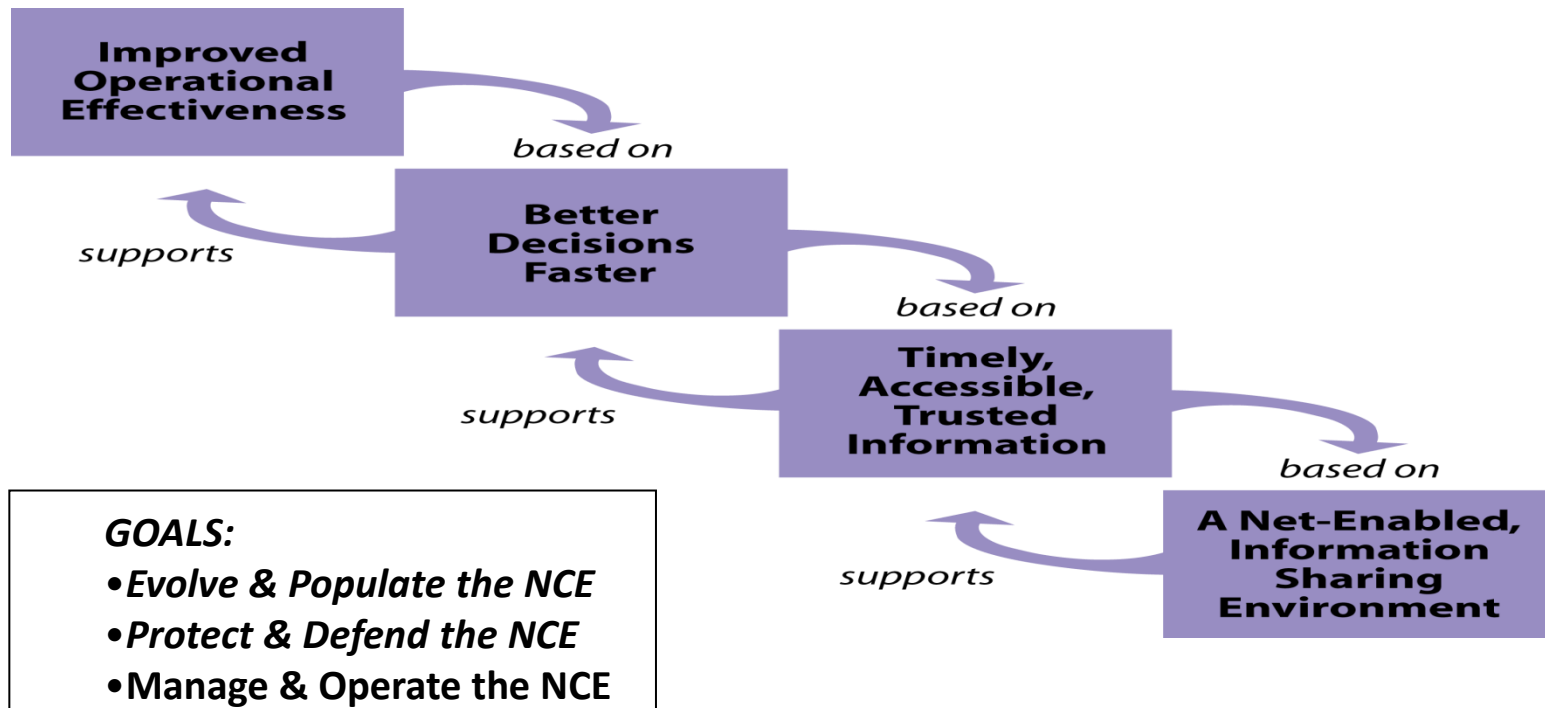 Improved
Operational
Effectiveness
based on
supports
Better
Decisions
Faster
based on
supports
Timely,
Accessible,
Trusted
Information
based on
supports
A Net-Enabled,
Information
Sharing
Environment
GOALS:
•Evolve & Populate the NCE
•Protect & Defend the NCE
•Manage & Operate the NCE